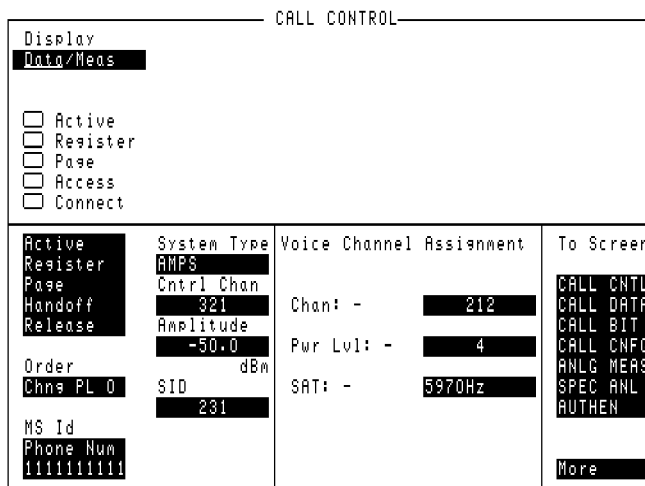 CALL CONTROL
Display
Data/Meas
Active
Register
Page
Access
Connect
Active
Register
Page
Handoff
Release
Order
Chng PL 0
MS Id
Phone Num
1111111111
System Type
AMPS
Cntrl Chan
321
Amplitude
-50.0
dBm
SID
231
Voice Channel Assignment
Chan: - 212
Pwr Lvl: - 4
SAT: - 5970Hz
To Screen
CALL CNTL
CALL DATA
CALL BIT
CALL CNFG
ANLG MEAS
SPEC ANL
AUTHEN
More